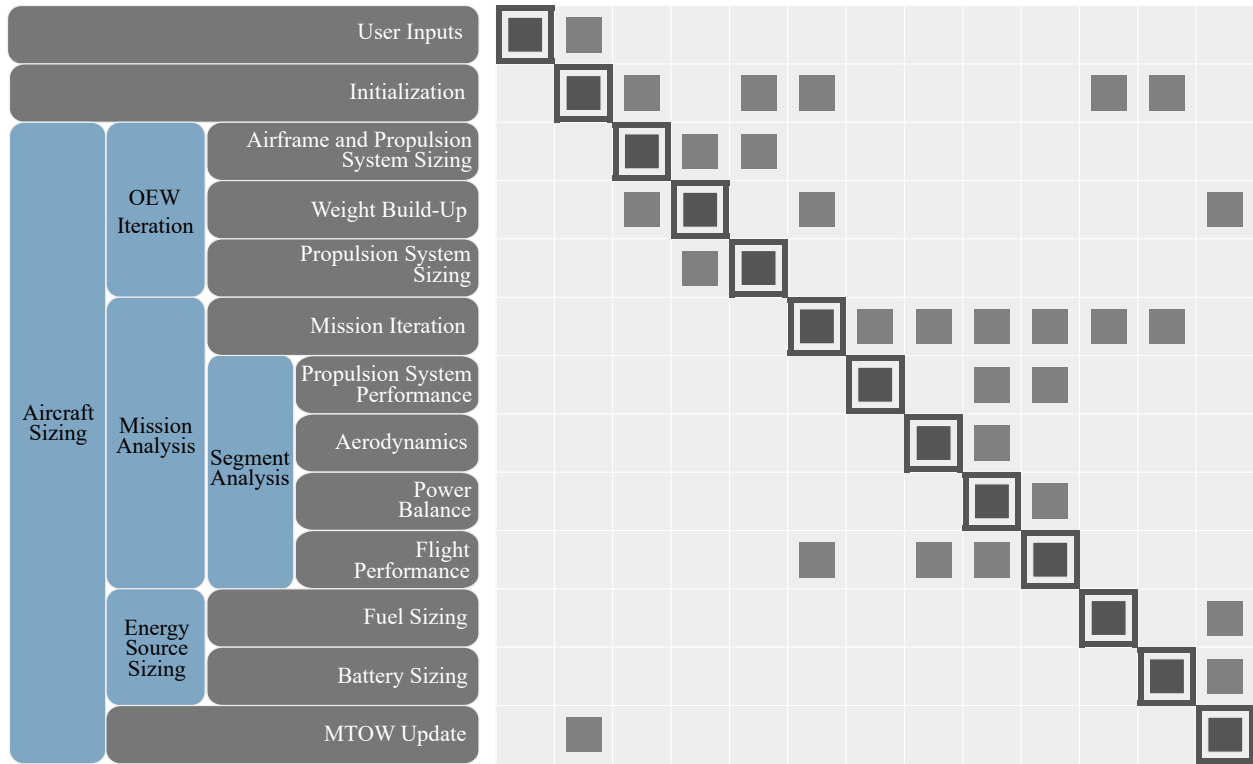 User Inputs
Initialization
Airframe and Propulsion
System Sizing
OEW
Iteration
Weight Build-Up
Propulsion System
Sizing
Mission Iteration
Propulsion System
Performance
Aircraft
Sizing
Mission
Analysis
Aerodynamics
Segment
Analysis
Power
Balance
Flight
Performance
Energy
Source
Sizing
Fuel Sizing
Battery Sizing
MTOW Update